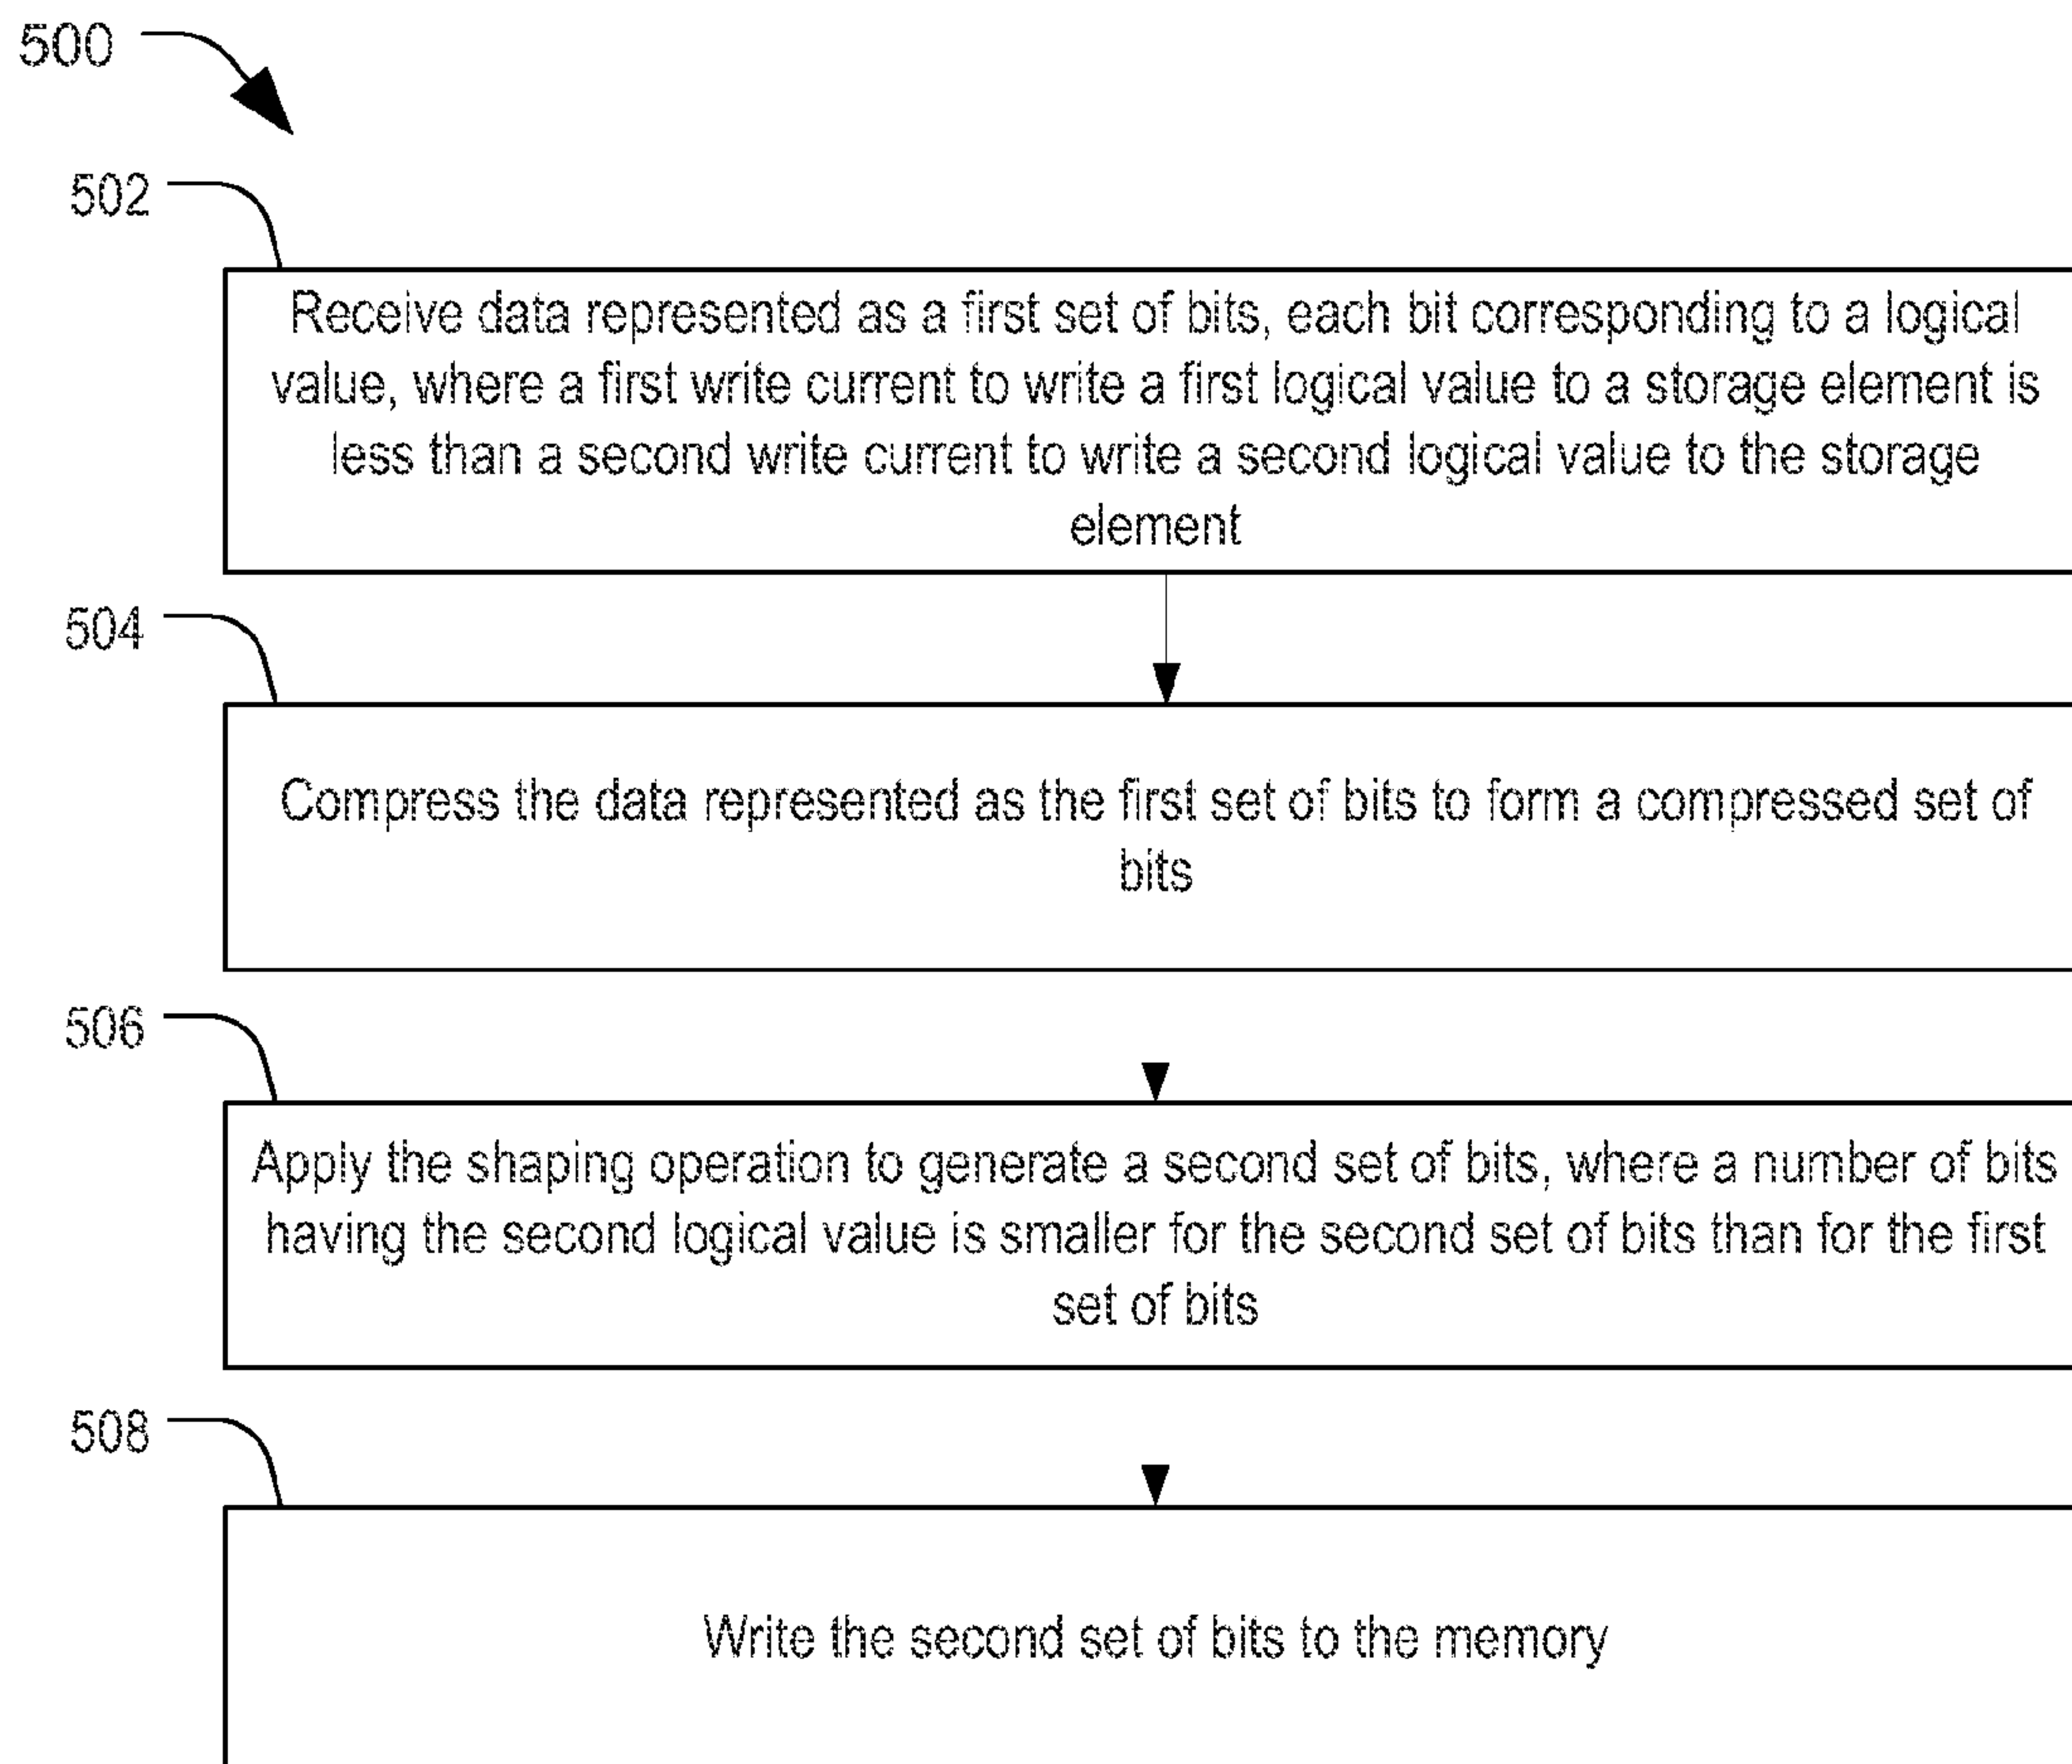 500
502
Receive data represented as a first set of bits, each bit corresponding to a logical
value, where a first write current to write a first logical value to a storage element is
less than a second write current to write a second logical value to the storage
element
504
Compress the data represented as the first set of bits to form a compressed set of
bits
506
Apply the shaping operation to generate a second set of bits, where a number of bits
having the second logical value is smaller for the second set of bits than for the first
set of bits
508
Write the second set of bits to the memory